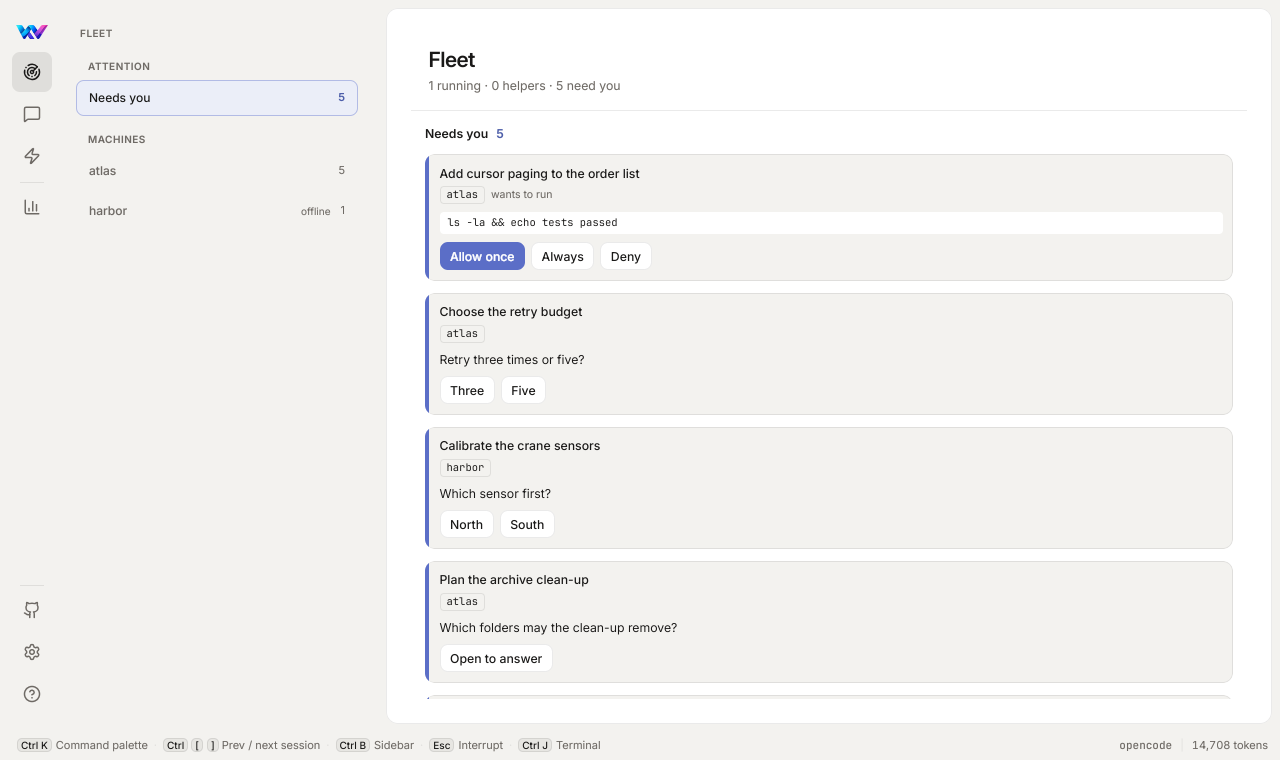 FLEET
ATTENTION
Needs you 5
MACHINES
atlas 5
harbor offline 1
Fleet
1 running · 0 helpers · 5 need you
Needs you 5
Add cursor paging to the order list
atlas wants to run
ls -la && echo tests passed
Allow once Always Deny
Choose the retry budget
atlas
Retry three times or five?
Three Five
Calibrate the crane sensors
harbor
Which sensor first?
North South
Plan the archive clean-up
atlas
Which folders may the clean-up remove?
Open to answer
Ctrl K Command palette Ctrl [ ] Prev / next session Ctrl B Sidebar Esc Interrupt Ctrl J Terminal opencode 14,708 tokens